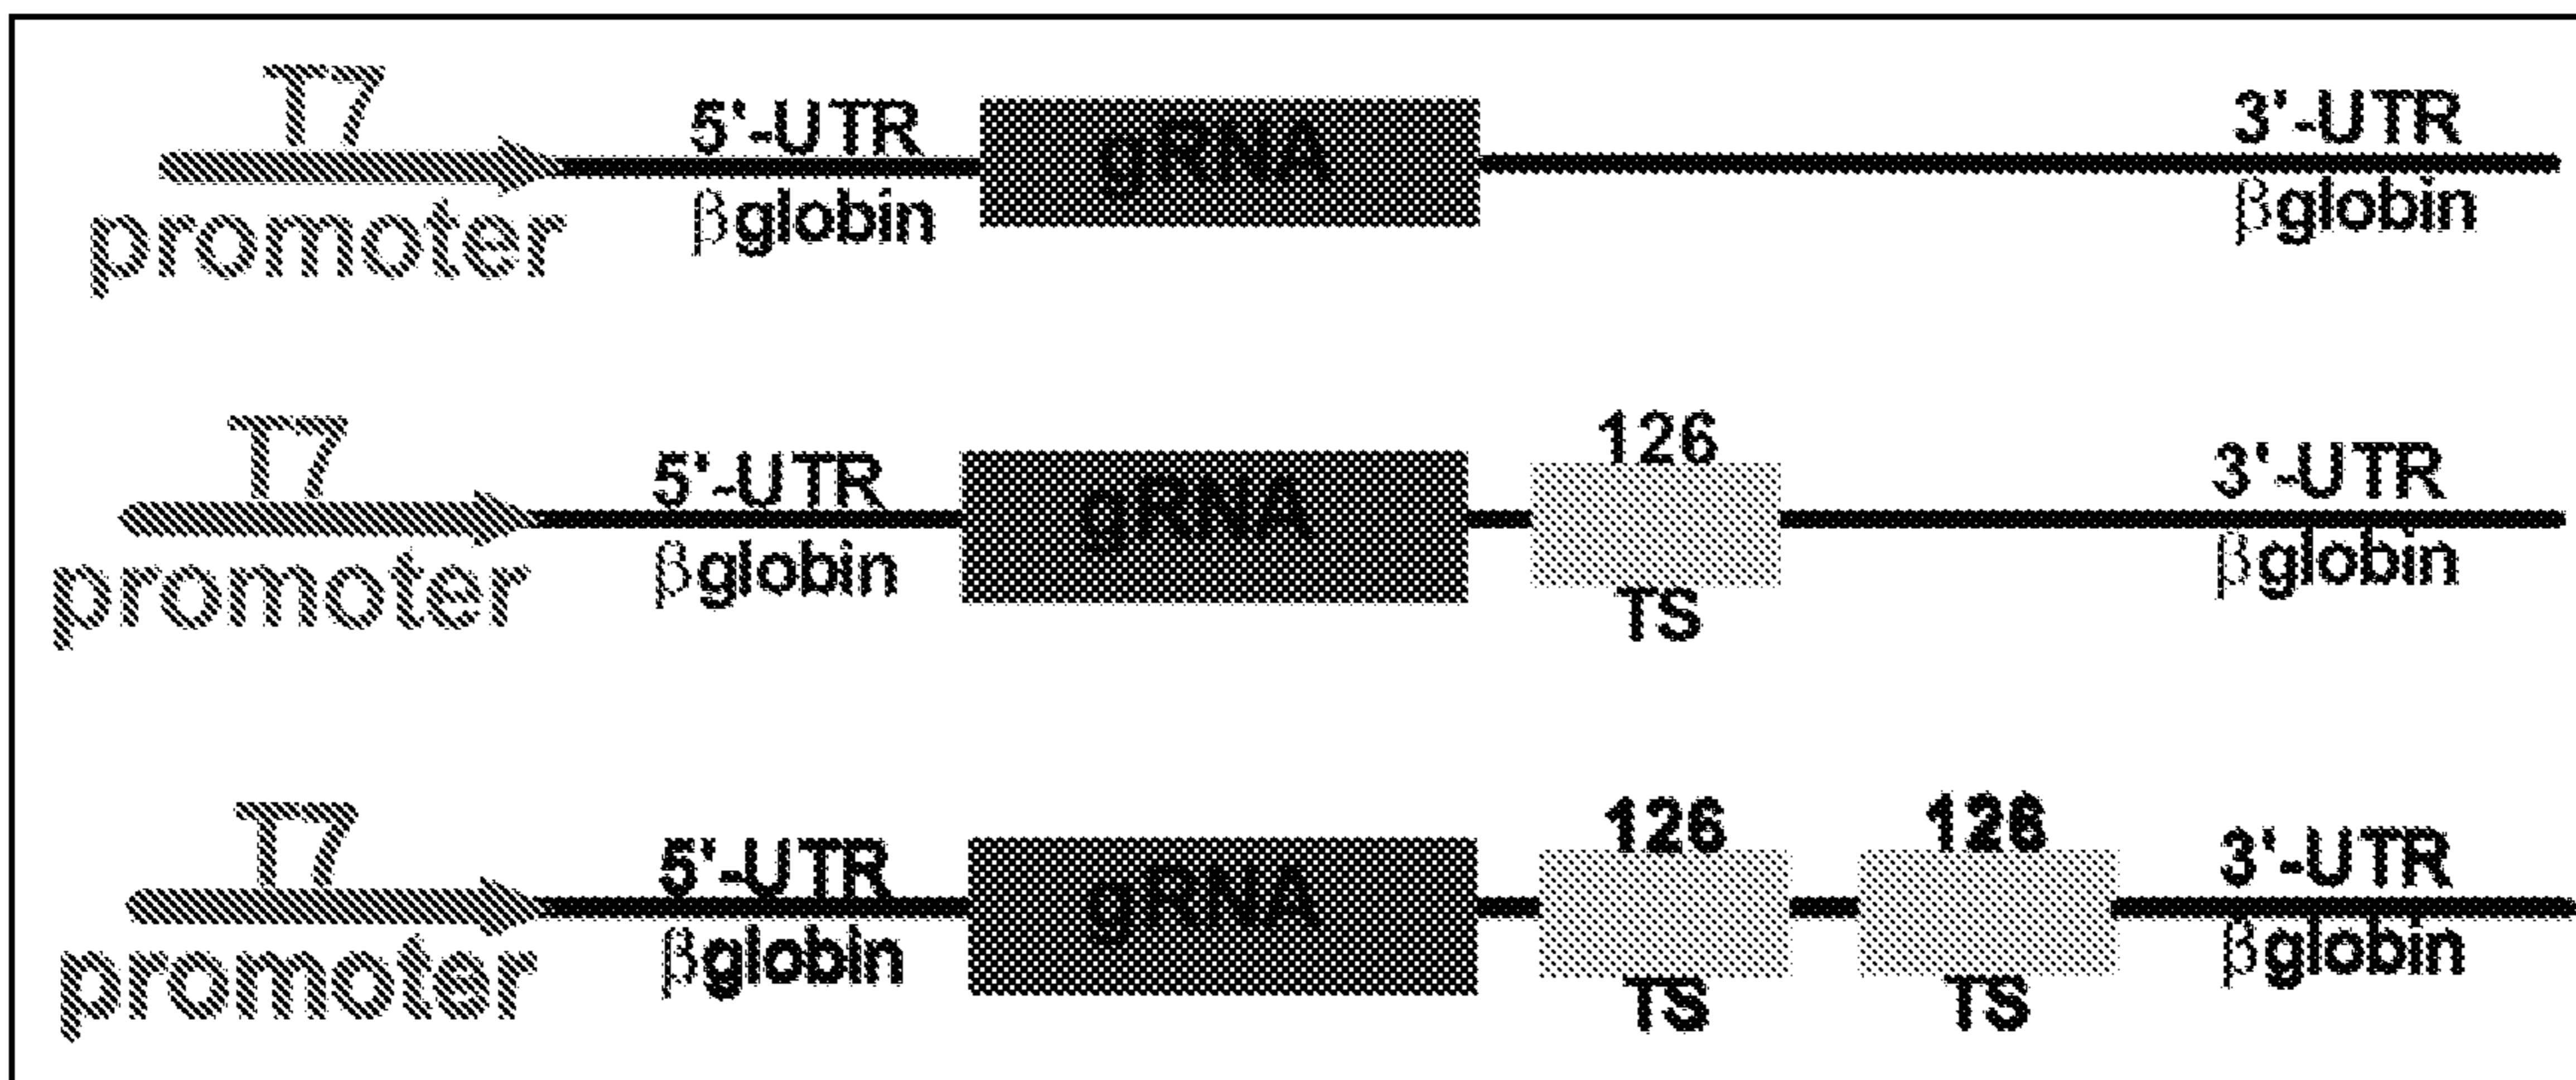 T7
promoter
5'-UTR
βglobin
gRNA
3'-UTR
βglobin
T7
promoter
5'-UTR
βglobin
gRNA
126
TS
3'-UTR
βglobin
T7
promoter
5'-UTR
βglobin
gRNA
126
TS
126
TS
3'-UTR
βglobin